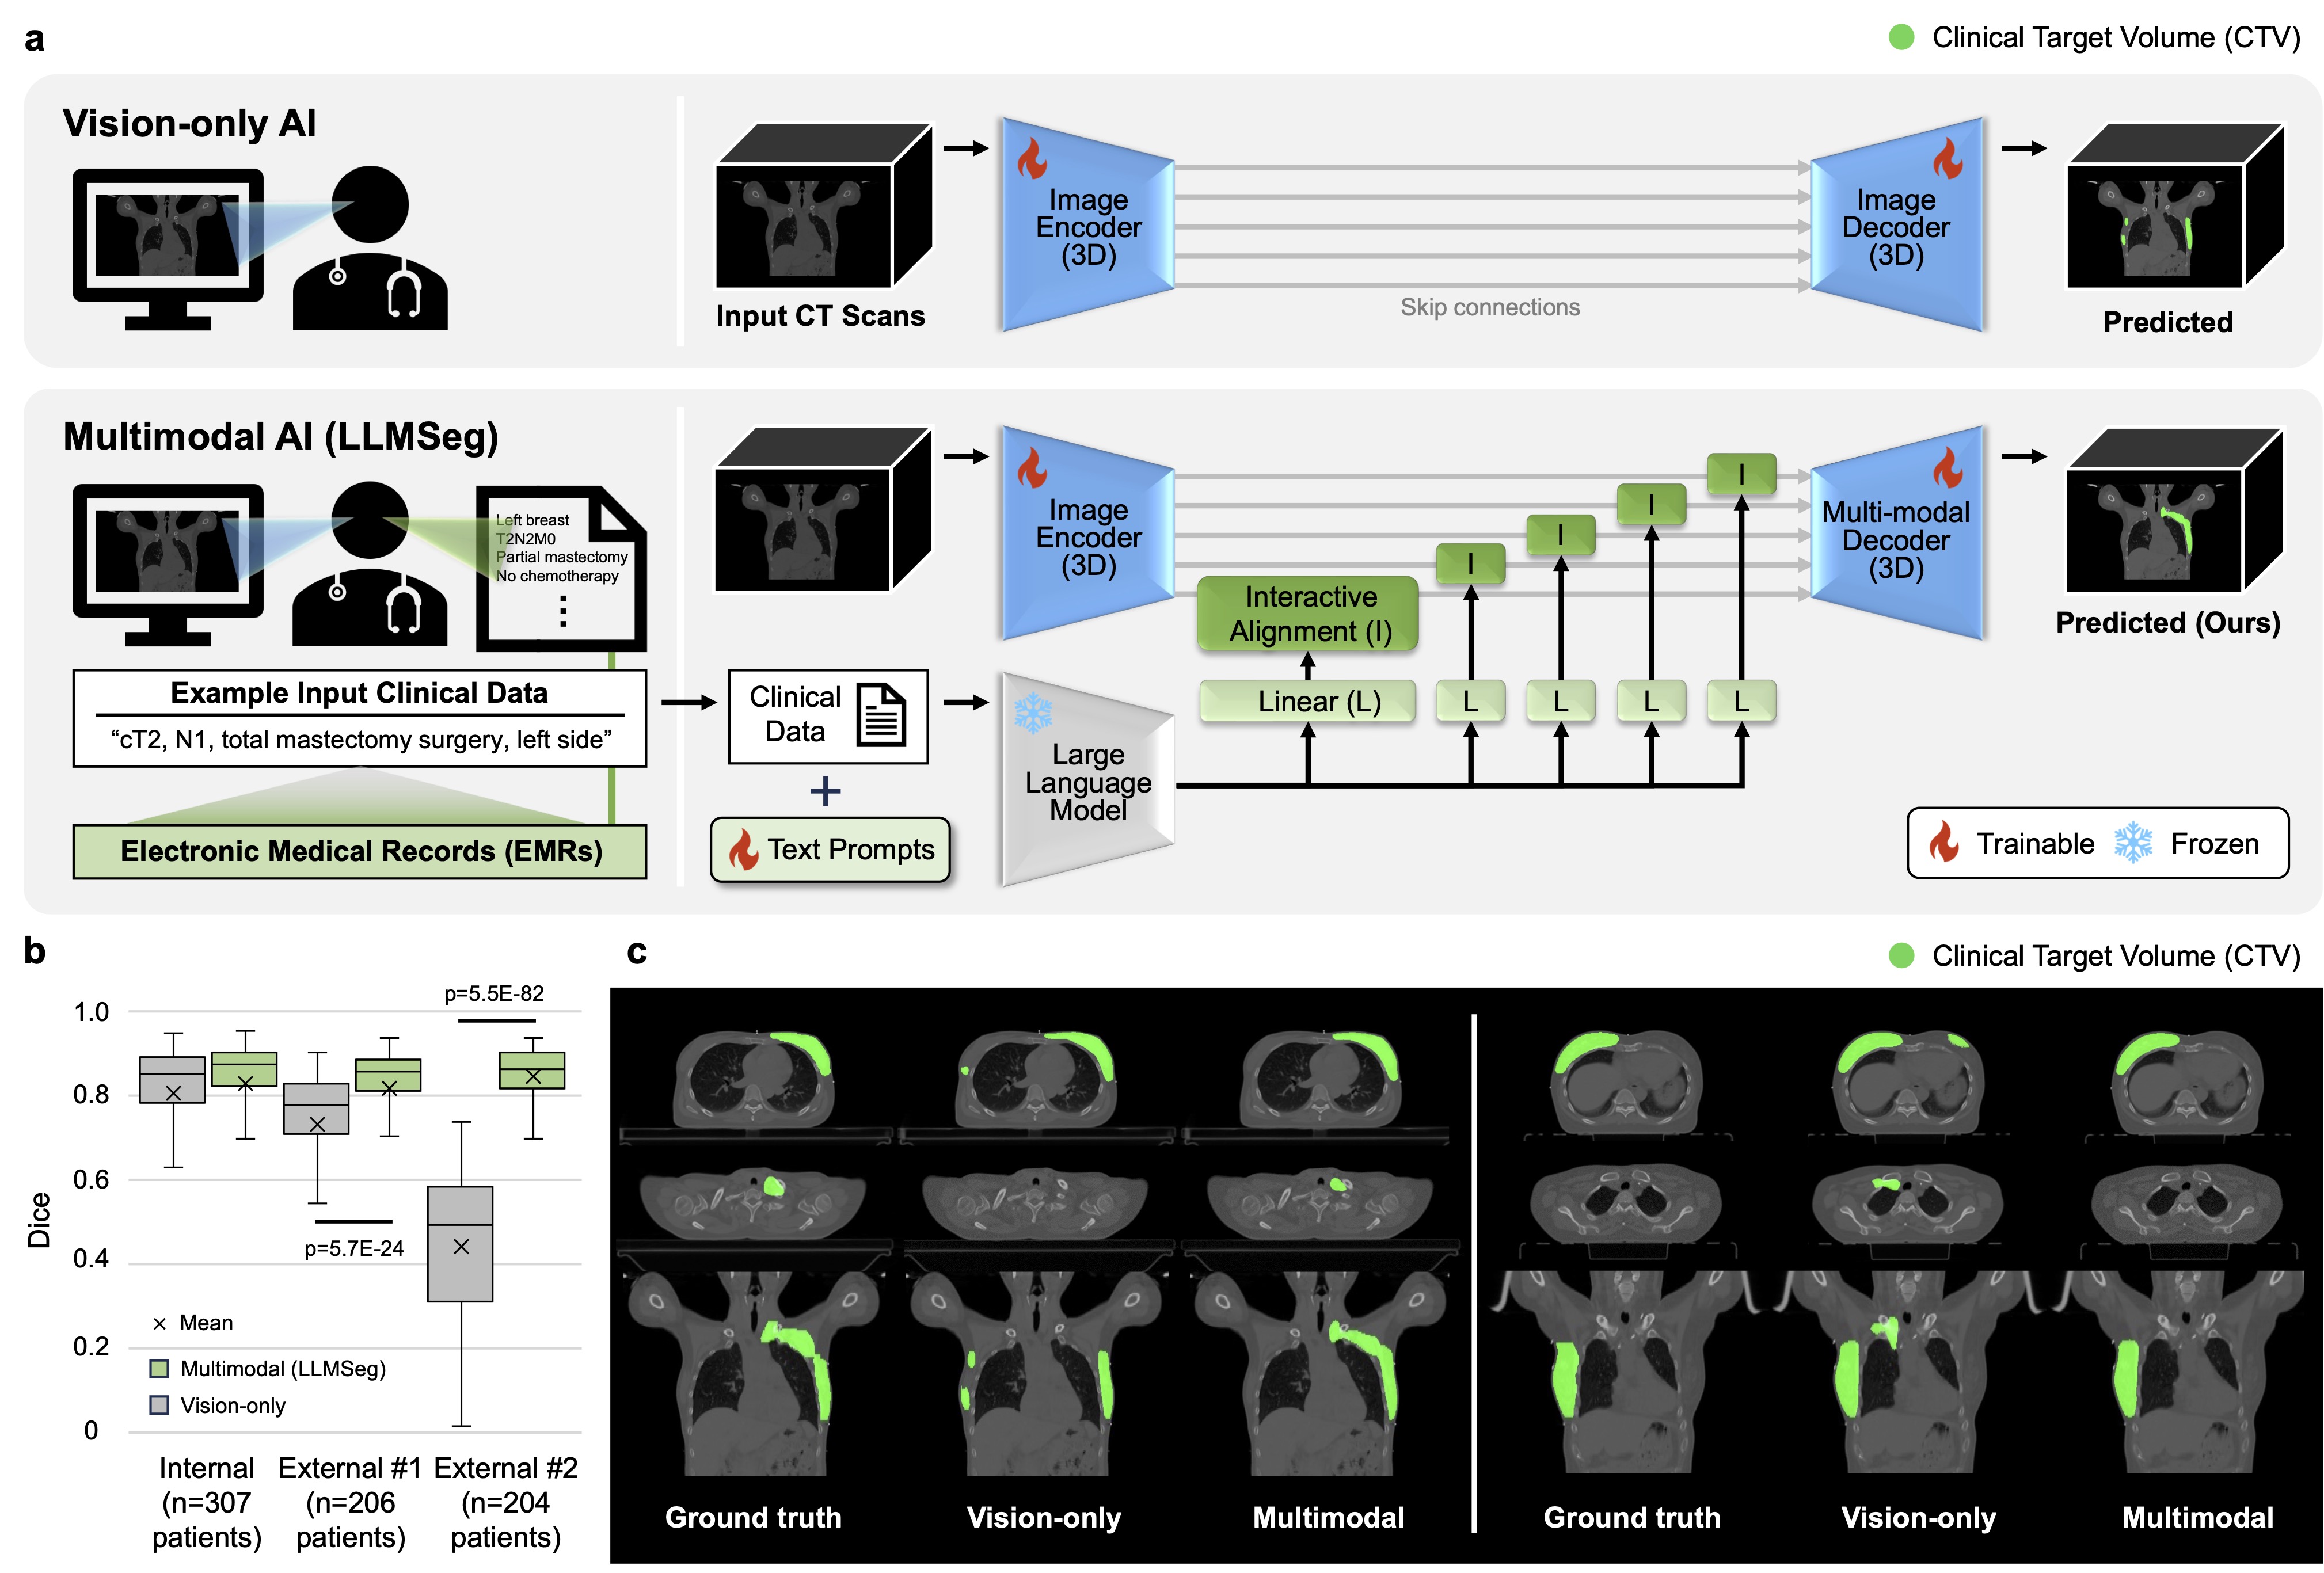 a
Clinical Target Volume (CTV)
Vision-only AI
Input CT Scans
Image
Encoder
(3D)
Skip connections
Image
Decoder
(3D)
Predicted
Multimodal AI (LLMSeg)
Left breast
T2N2M0
Partial mastectomy
No chemotherapy
⋮
Example Input Clinical Data
“cT2, N1, total mastectomy surgery, left side”
Electronic Medical Records (EMRs)
Clinical
Data
+
Text Prompts
Image
Encoder
(3D)
Large
Language
Model
Interactive
Alignment (I)
I
I
I
I
Linear (L)
L
L
L
L
Multi-modal
Decoder
(3D)
Predicted (Ours)
Trainable
Frozen
b
Dice
1.0
0.8
0.6
0.4
0.2
0
p=5.5E-82
p=5.7E-24
× Mean
Multimodal (LLMSeg)
Vision-only
Internal
(n=307
patients)
External #1
(n=206
patients)
External #2
(n=204
patients)
c
Clinical Target Volume (CTV)
Ground truth
Vision-only
Multimodal
Ground truth
Vision-only
Multimodal